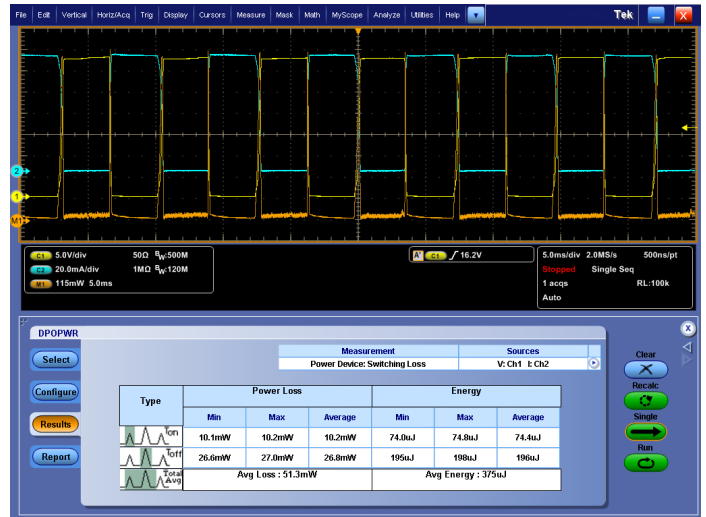 File Edit Vertical Horiz/Acq Trig Display Cursors Measure Mask Math MyScope Analyze Utilities Help Tek X
2
1
M1
C1 5.0V/div 50Ω BW:500M
C2 20.0mA/div 1MΩ BW:120M
M1 115mW 5.0ms
A' C1 ∫ 16.2V
5.0ms/div 2.0MS/s 500ns/pt
Stopped Single Seq
1 acqs RL:100k
Auto
DPOPWR
X
Select
Configure
Results
Report
Measurement Sources
Power Device: Switching Loss V: Ch1 I: Ch2
Type Power Loss Energy
Min Max Average Min Max Average
Ton 10.1mW 10.2mW 10.2mW 74.0uJ 74.8uJ 74.4uJ
Toff 26.6mW 27.0mW 26.8mW 195uJ 198uJ 196uJ
Total Avg Avg Loss : 51.3mW Avg Energy : 375uJ
Clear
Recalc
Single
Run